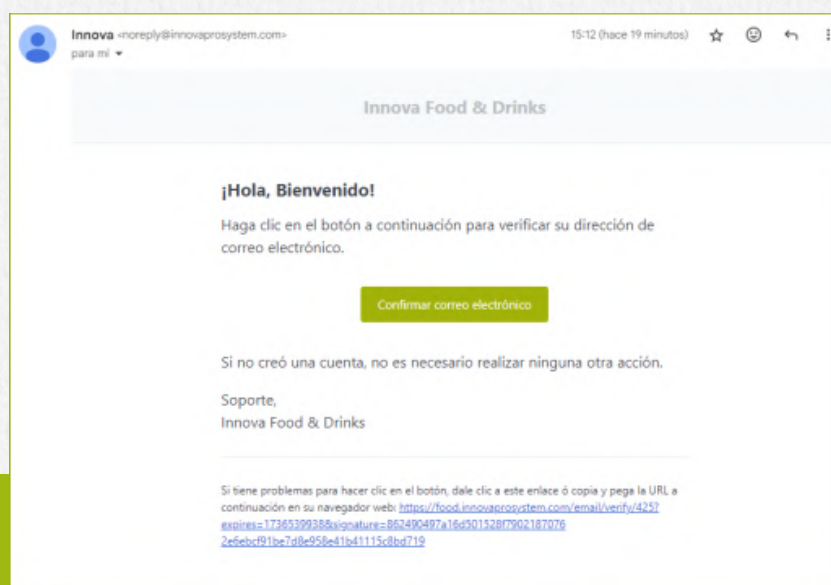 Innova <noreply@innovaprosystem.com>
15:12 (hace 19 minutos)
para mí
Innova Food & Drinks
¡Hola, Bienvenido!
Haga clic en el botón a continuación para verificar su dirección de
correo electrónico.
Confirmar correo electrónico
Si no creó una cuenta, no es necesario realizar ninguna otra acción.
Soporte,
Innova Food & Drinks
Si tiene problemas para hacer clic en el botón, dale clic a este enlace ó copia y pega la URL a
continuación en su navegador web: https://food.innovaprosystem.com/email/verify/425?
expires=1736539938&signature=862490497a16d501528f7902187076
2e6ebcf91be7d8e958e41b41115c8bd719